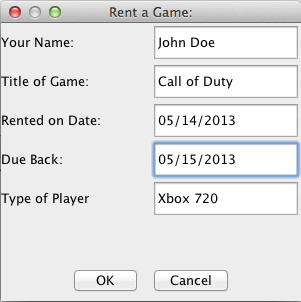 Rent a Game:
Your Name: John Doe
Title of Game: Call of Duty
Rented on Date: 05/14/2013
Due Back: 05/15/2013
Type of Player Xbox 720
OK Cancel